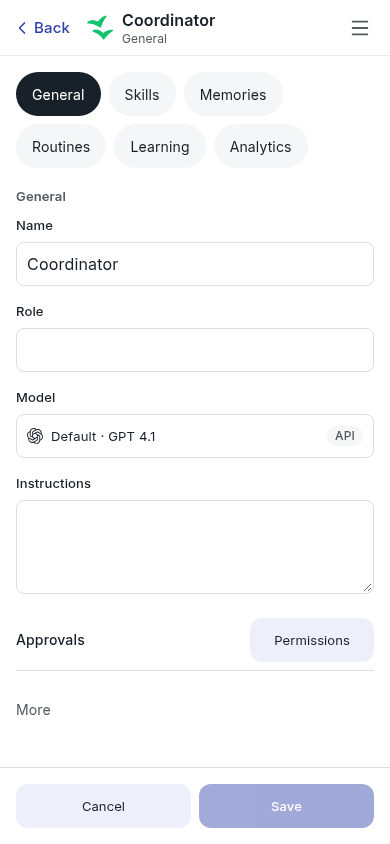 Back
Coordinator
General
General
Skills
Memories
Routines
Learning
Analytics
General
Name
Coordinator
Role
Model
Default · GPT 4.1
API
Instructions
Approvals
Permissions
More
Cancel
Save